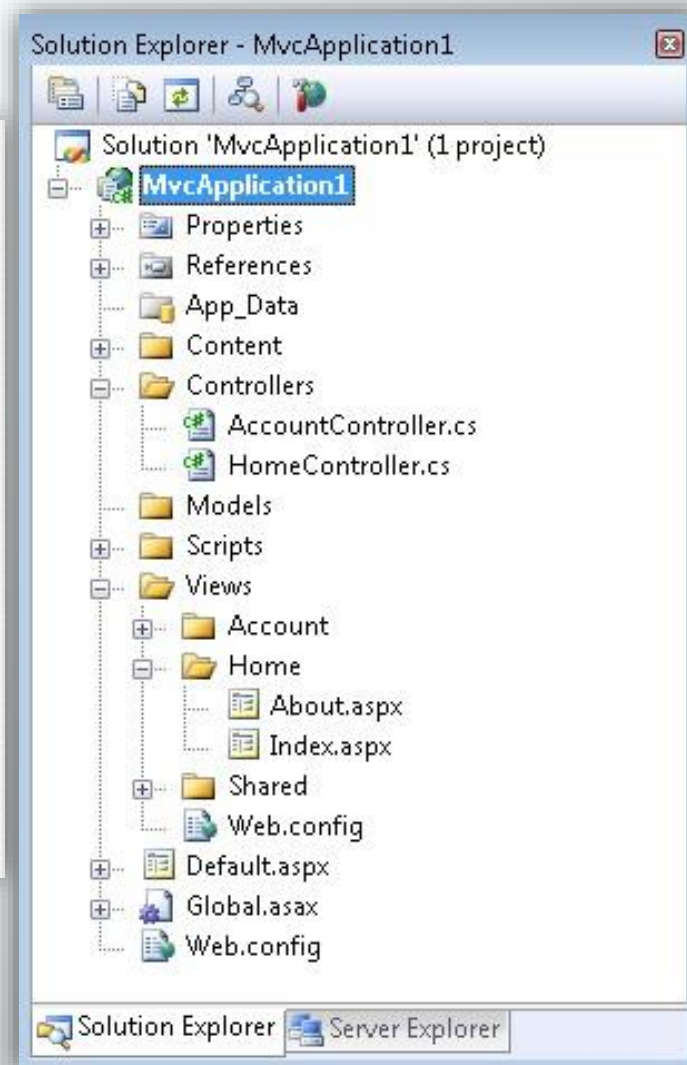 Solution Explorer - MvcApplication1
Solution 'MvcApplication1' (1 project)
MvcApplication1
Properties
References
App_Data
Content
Controllers
AccountController.cs
HomeController.cs
Models
Scripts
Views
Account
Home
About.aspx
Index.aspx
Shared
Web.config
Default.aspx
Global.asax
Web.config
Solution Explorer Server Explorer